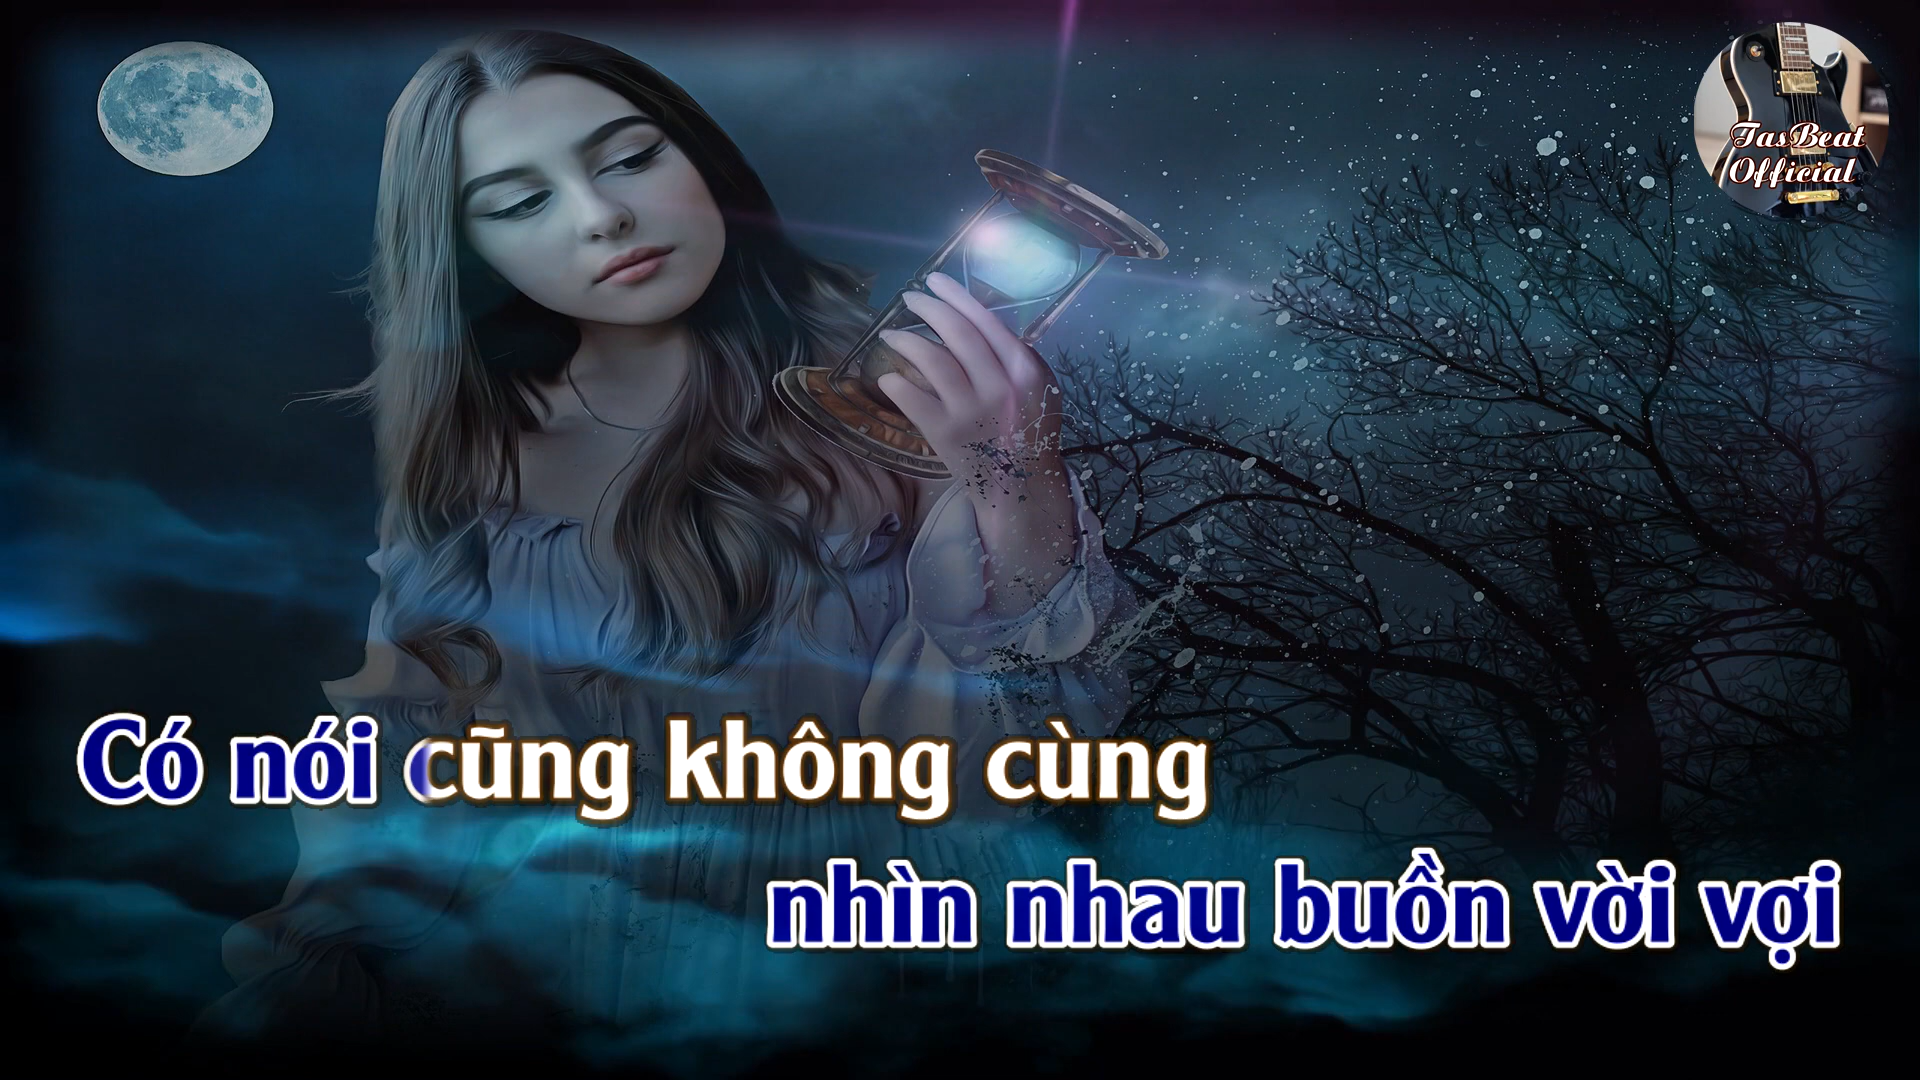 TasBeat
Official
Có nói cũng không cùng
nhìn nhau buồn vời vợi